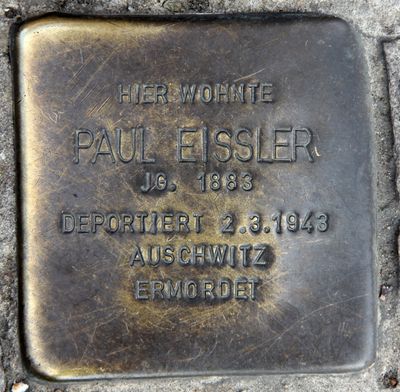 HIER WOHNTE
PAUL EISSLER
JG. 1883
DEPORTIERT 2.3.1943
AUSCHWITZ
ERMORDET